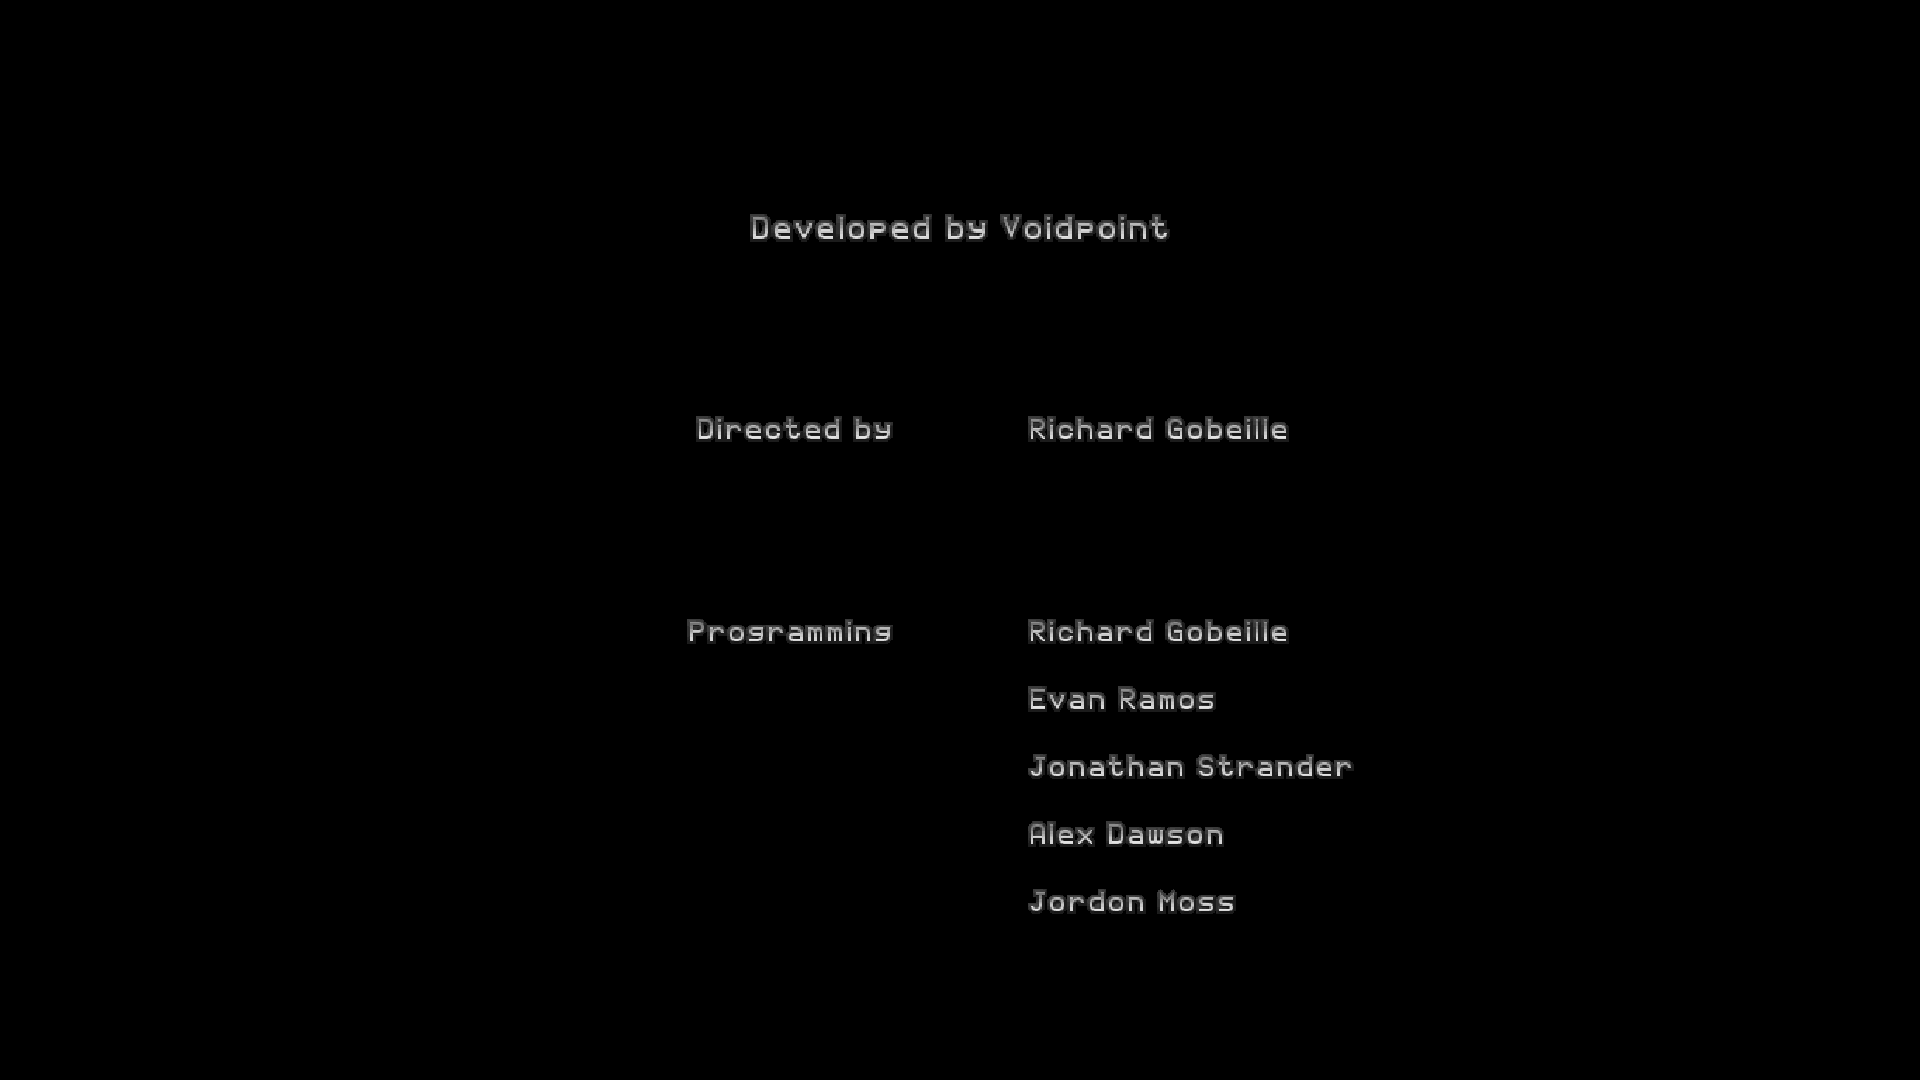 Developed by Voidpoint
Directed by Richard Gobeille
Programming Richard Gobeille
Evan Ramos
Jonathan Strander
Alex Dawson
Jordon Moss